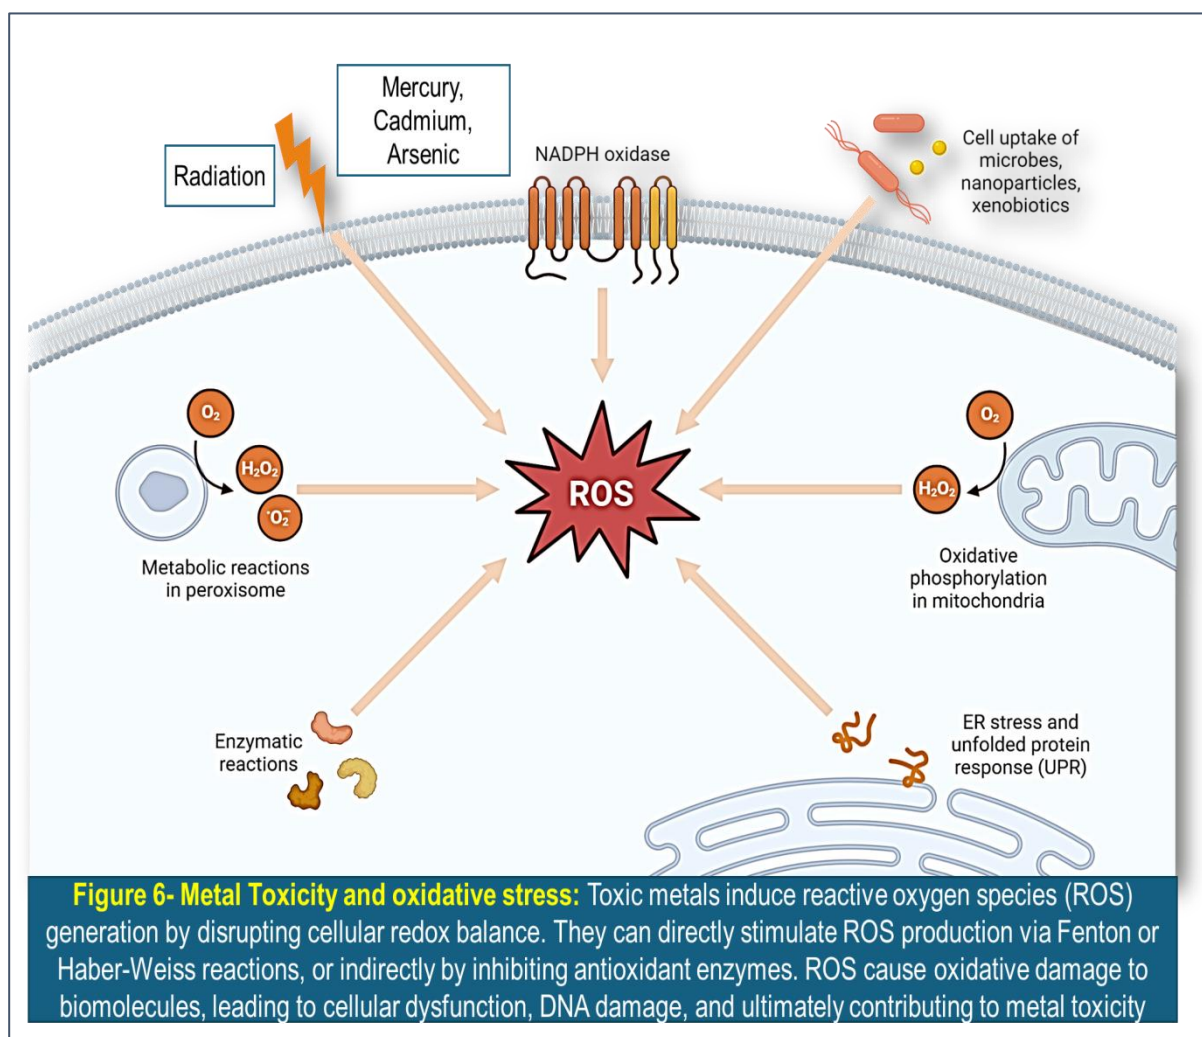 Mercury,
Cadmium,
Arsenic
Radiation
NADPH oxidase
Cell uptake of
microbes,
nanoparticles,
xenobiotics
O₂
H₂O₂
·O₂⁻
Metabolic reactions
in peroxisome
ROS
O₂
H₂O₂
Oxidative
phosphorylation
in mitochondria
Enzymatic
reactions
ER stress and
unfolded protein
response (UPR)
Figure 6- Metal Toxicity and oxidative stress: Toxic metals induce reactive oxygen species (ROS)
generation by disrupting cellular redox balance. They can directly stimulate ROS production via Fenton or
Haber-Weiss reactions, or indirectly by inhibiting antioxidant enzymes. ROS cause oxidative damage to
biomolecules, leading to cellular dysfunction, DNA damage, and ultimately contributing to metal toxicity